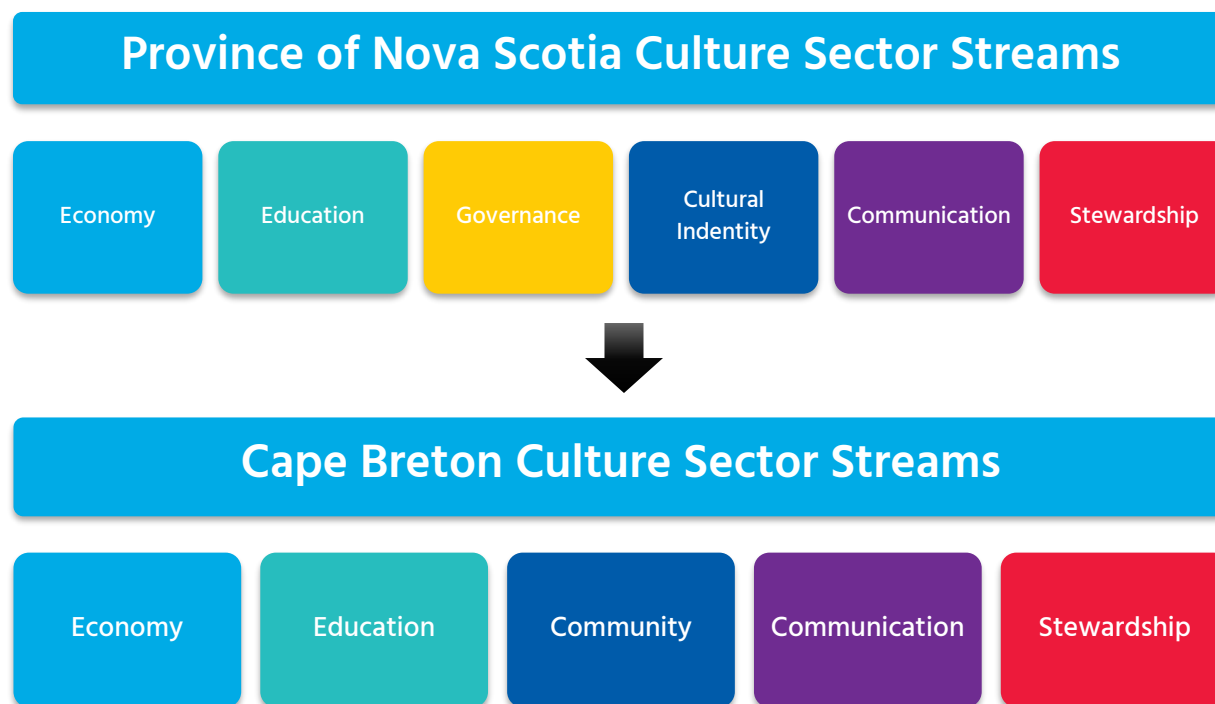 Province of Nova Scotia Culture Sector Streams
Economy
Education
Governance
Cultural
Indentity
Communication
Stewardship
Cape Breton Culture Sector Streams
Economy
Education
Community
Communication
Stewardship